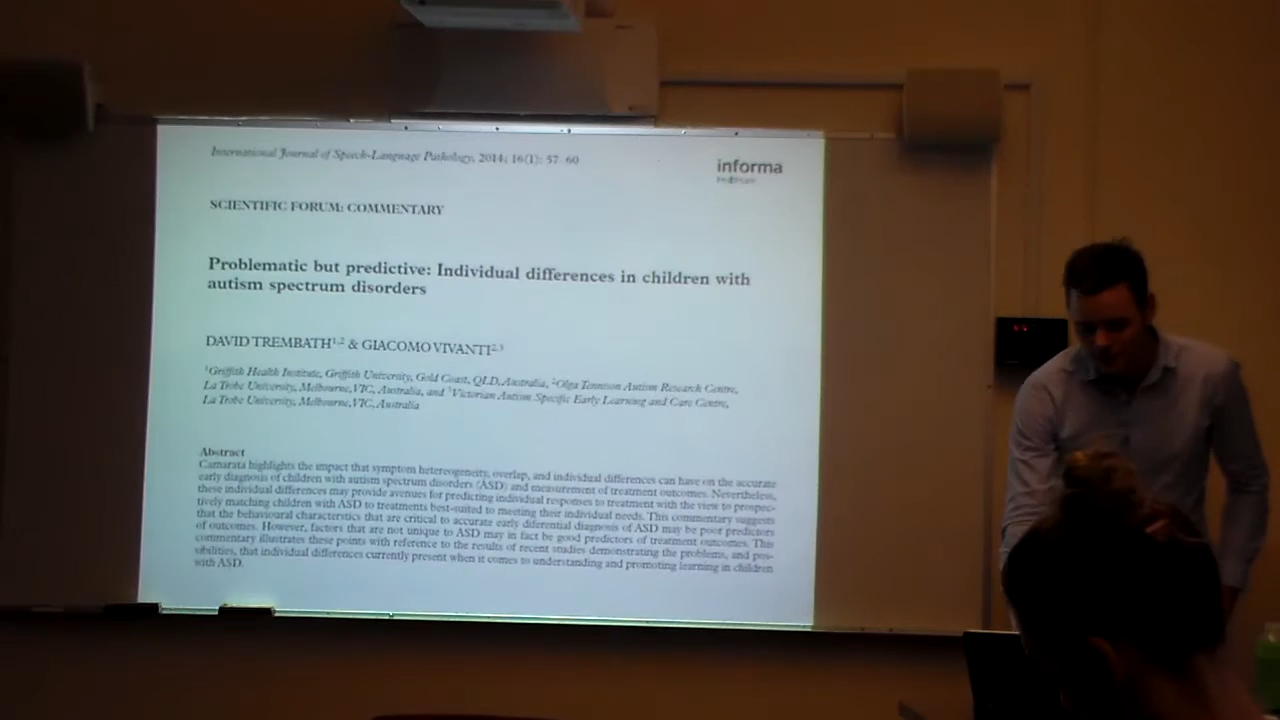 International Journal of Speech-Language Pathology, 2014; 16(1): 57–60
informa
healthcare
SCIENTIFIC FORUM: COMMENTARY
Problematic but predictive: Individual differences in children with
autism spectrum disorders
DAVID TREMBATH1,2 & GIACOMO VIVANTI2,3
1Griffith Health Institute, Griffith University, Gold Coast, QLD, Australia, 2Olga Tennison Autism Research Centre,
La Trobe University, Melbourne, VIC, Australia, and 3Victorian Autism Specific Early Learning and Care Centre,
La Trobe University, Melbourne, VIC, Australia
Abstract
Camarata highlights the impact that symptom heterogeneity, overlap, and individual differences can have on the accurate
early diagnosis of children with autism spectrum disorders (ASD) and measurement of treatment outcomes. Nevertheless,
these individual differences may provide avenues for predicting individual responses to treatment with the view to prospec-
tively matching children with ASD to treatments best-suited to meeting their individual needs. This commentary suggests
that the behavioural characteristics that are critical to accurate early diferential diagnosis of ASD may be poor predictors
of outcomes. However, factors that are not unique to ASD may in fact be good predictors of treatment outcomes. This
commentary illustrates these points with reference to the results of recent studies demonstrating the problems, and pos-
sibilities, that individual differences currently present when it comes to understanding and promoting learning in children
with ASD.